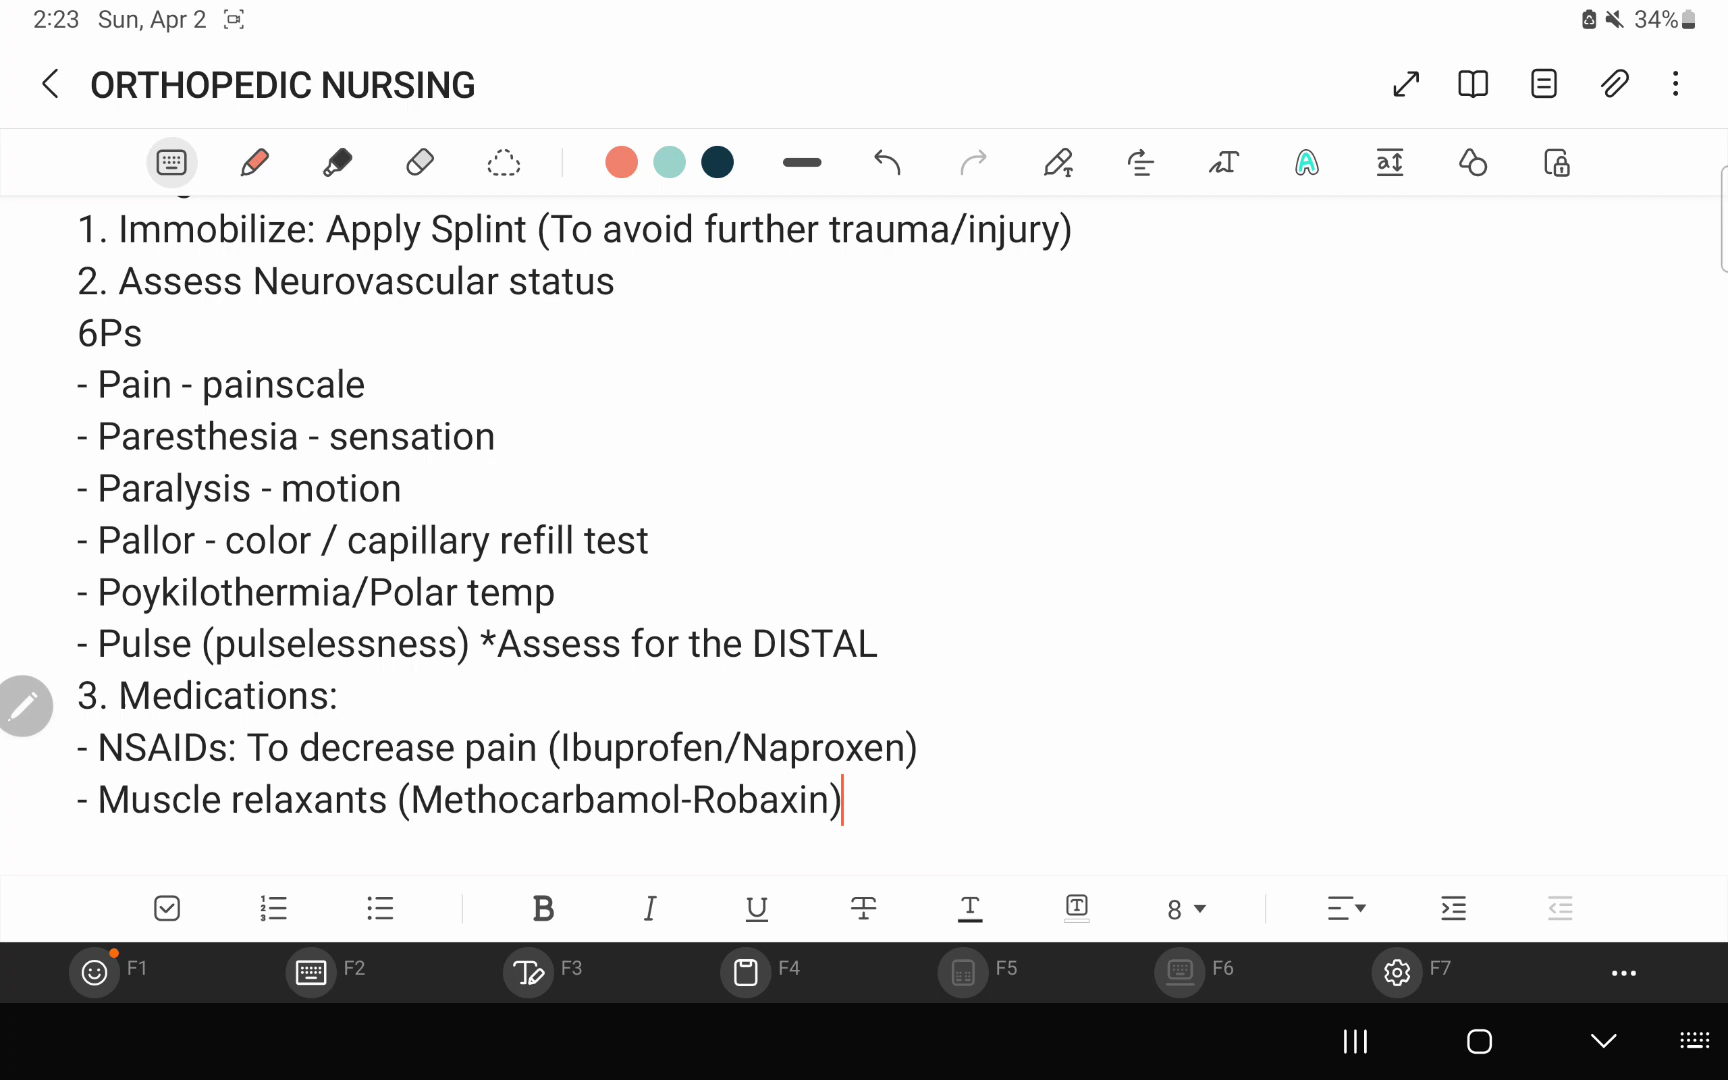 2:23 Sun, Apr 2 34%
ORTHOPEDIC NURSING
1. Immobilize: Apply Splint (To avoid further trauma/injury)
2. Assess Neurovascular status
6Ps
- Pain - painscale
- Paresthesia - sensation
- Paralysis - motion
- Pallor - color / capillary refill test
- Poykilothermia/Polar temp
- Pulse (pulselessness) *Assess for the DISTAL
3. Medications:
- NSAIDs: To decrease pain (Ibuprofen/Naproxen)
- Muscle relaxants (Methocarbamol-Robaxin)
B I U T T T 8
F1 F2 F3 F4 F5 F6 F7